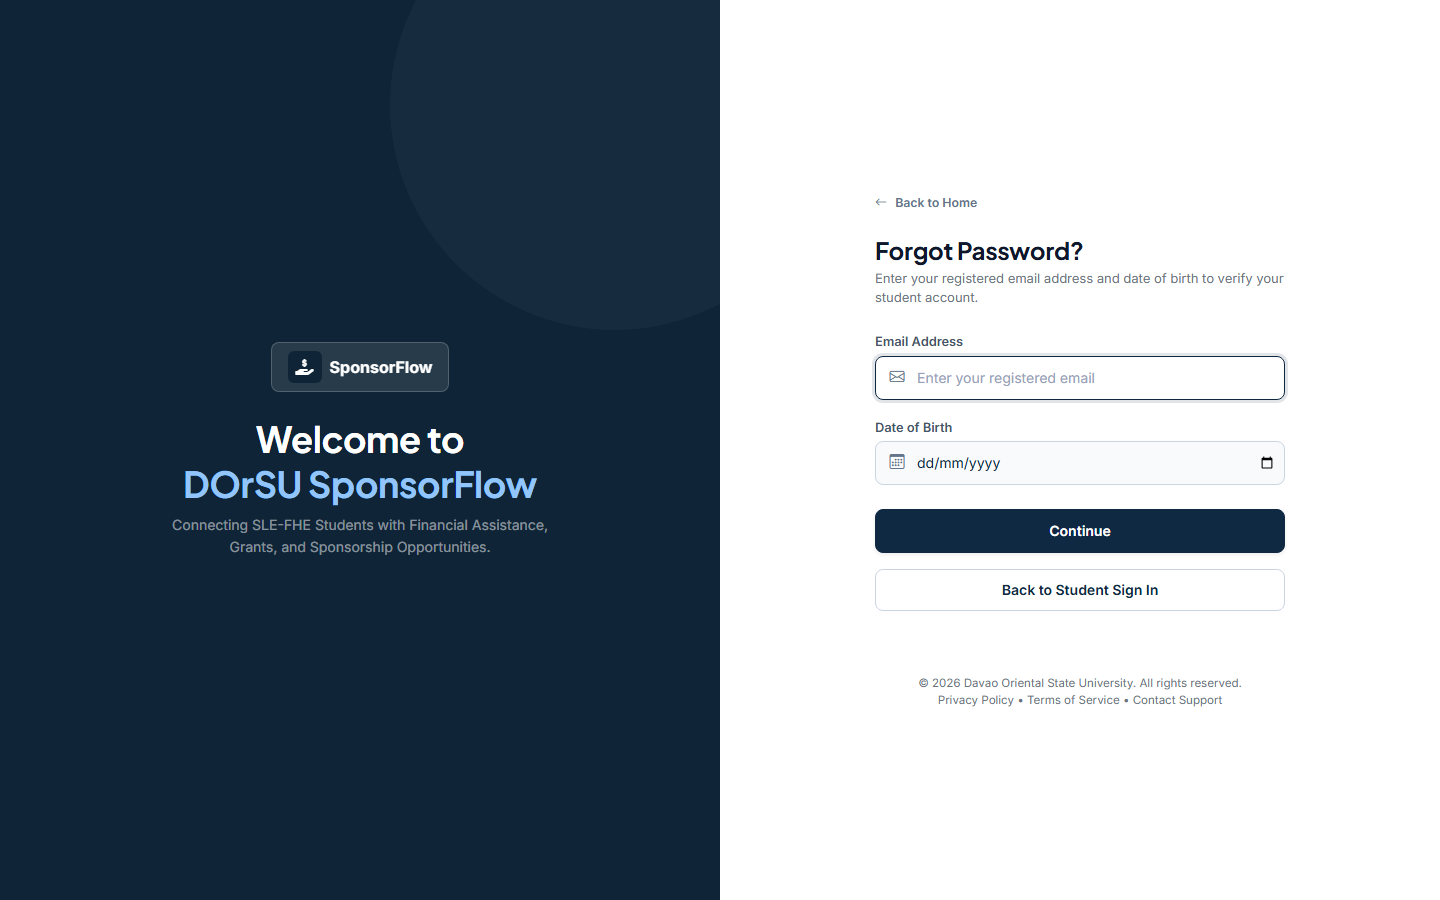 SponsorFlow
Welcome to
DOrSU SponsorFlow
Connecting SLE-FHE Students with Financial Assistance,
Grants, and Sponsorship Opportunities.
Back to Home
Forgot Password?
Enter your registered email address and date of birth to verify your
student account.
Email Address
Enter your registered email
Date of Birth
dd/mm/yyyy
Continue
Back to Student Sign In
© 2026 Davao Oriental State University. All rights reserved.
Privacy Policy • Terms of Service • Contact Support